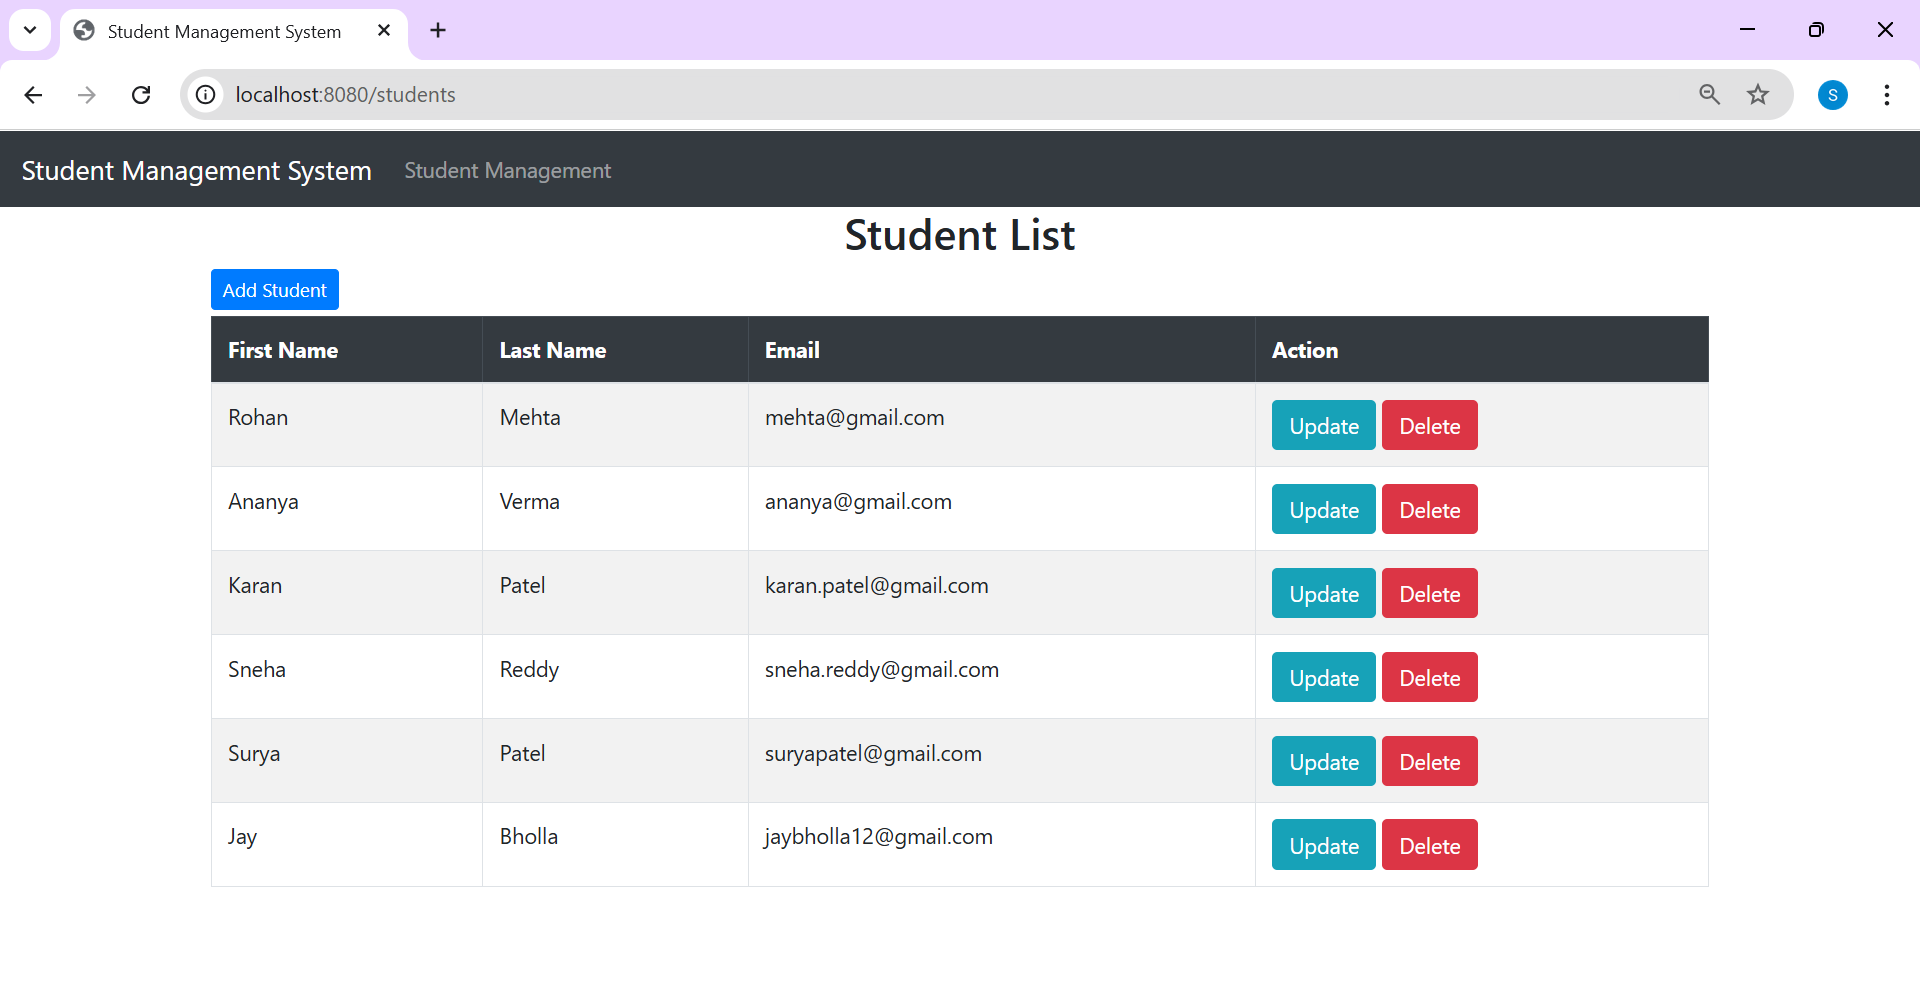 Student Management System
localhost:8080/students
S
Student Management System Student Management
Student List
Add Student
First Name Last Name Email Action
Rohan Mehta mehta@gmail.com Update Delete
Ananya Verma ananya@gmail.com Update Delete
Karan Patel karan.patel@gmail.com Update Delete
Sneha Reddy sneha.reddy@gmail.com Update Delete
Surya Patel suryapatel@gmail.com Update Delete
Jay Bholla jaybholla12@gmail.com Update Delete